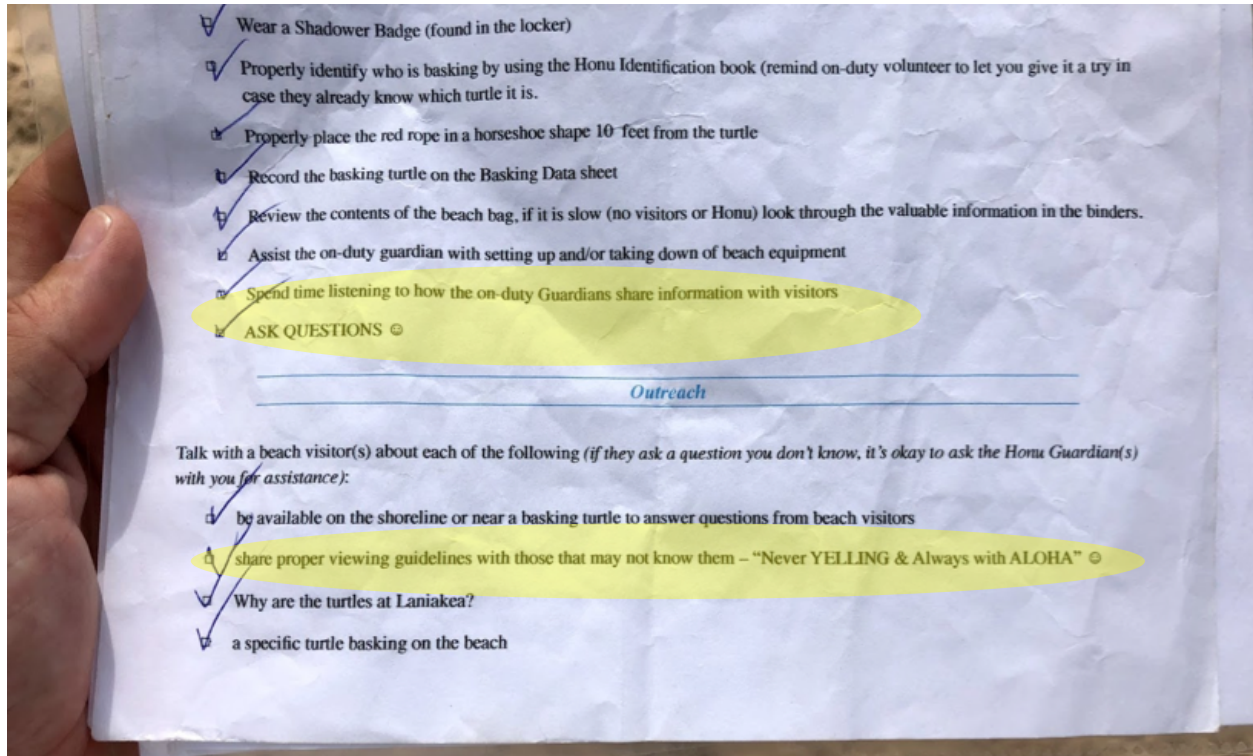 Wear a Shadower Badge (found in the locker)
Properly identify who is basking by using the Honu Identification book (remind on-duty volunteer to let you give it a try in
case they already know which turtle it is.
Properly place the red rope in a horseshoe shape 10 feet from the turtle
Record the basking turtle on the Basking Data sheet
Review the contents of the beach bag, if it is slow (no visitors or Honu) look through the valuable information in the binders.
Assist the on-duty guardian with setting up and/or taking down of beach equipment
Spend time listening to how the on-duty Guardians share information with visitors
ASK QUESTIONS ☺
Outreach
Talk with a beach visitor(s) about each of the following (if they ask a question you don't know, it's okay to ask the Honu Guardian(s)
with you for assistance):
be available on the shoreline or near a basking turtle to answer questions from beach visitors
share proper viewing guidelines with those that may not know them – “Never YELLING & Always with ALOHA” ☺
Why are the turtles at Laniakea?
a specific turtle basking on the beach